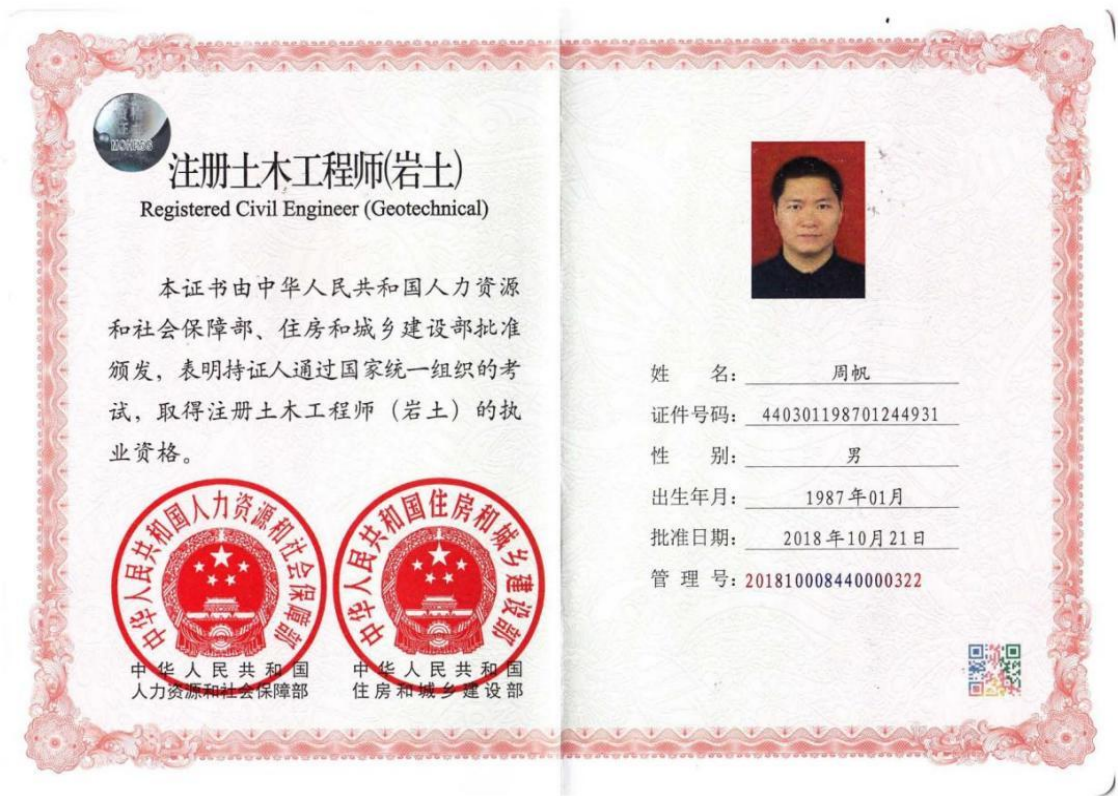 注册土木工程师(岩土)
Registered Civil Engineer (Geotechnical)
本证书由中华人民共和国人力资源
和社会保障部、住房和城乡建设部批准
颁发，表明持证人通过国家统一组织的考
试，取得注册土木工程师（岩土）的执
业资格。
中华人民共和国人力资源和社会保障部
中华人民共和国住房和城乡建设部
中华人民共和国
人力资源和社会保障部
中华人民共和国
住房和城乡建设部
姓 名：周帆
证件号码：440301198701244931
性 别：男
出生年月：1987年01月
批准日期：2018年10月21日
管 理 号：201810008440000322